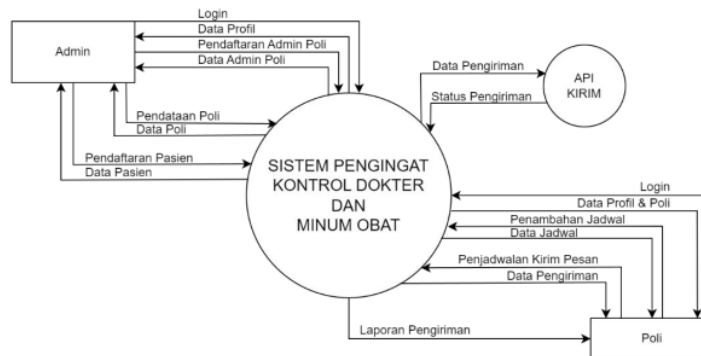 Login
Data Profil
Pendaftaran Admin Poli
Data Admin Poli
Admin
Pendataan Poli
Data Poli
Pendaftaran Pasien
Data Pasien
Data Pengiriman
Status Pengiriman
API
KIRIM
SISTEM PENGINGAT
KONTROL DOKTER
DAN
MINUM OBAT
Login
Data Profil & Poli
Penambahan Jadwal
Data Jadwal
Penjadwalan Kirim Pesan
Data Pengiriman
Laporan Pengiriman
Poli